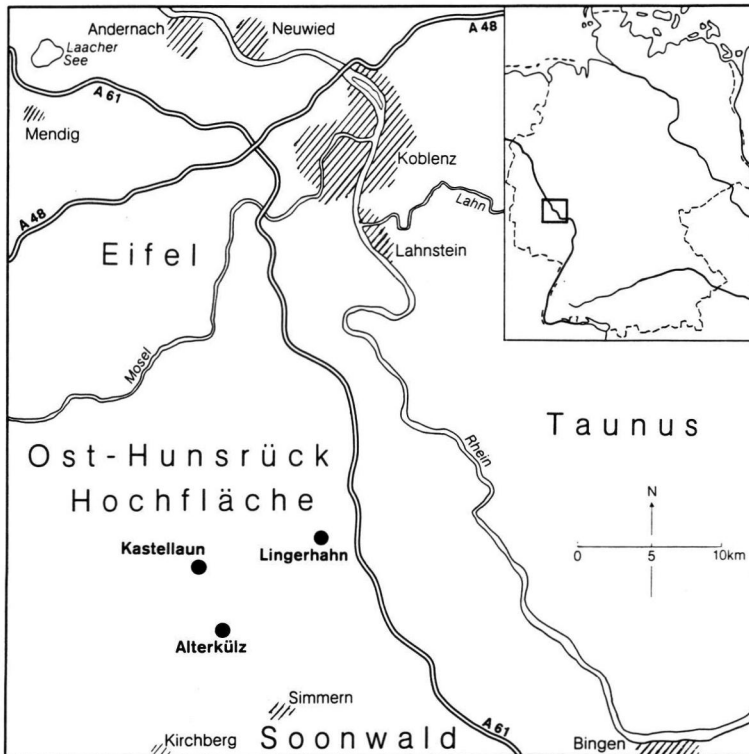 Andernach
Neuwied
A 48
Laacher
See
A 61
Mendig
Koblenz
Lahn
A 48
Lahnstein
Eifel
Mosel
Rhein
Taunus
Ost-Hunsrück
Hochfläche
N
Kastellaun
Lingerhahn
0 5 10km
Alterkülz
Simmern
A 61
Kirchberg
Soonwald
Bingen